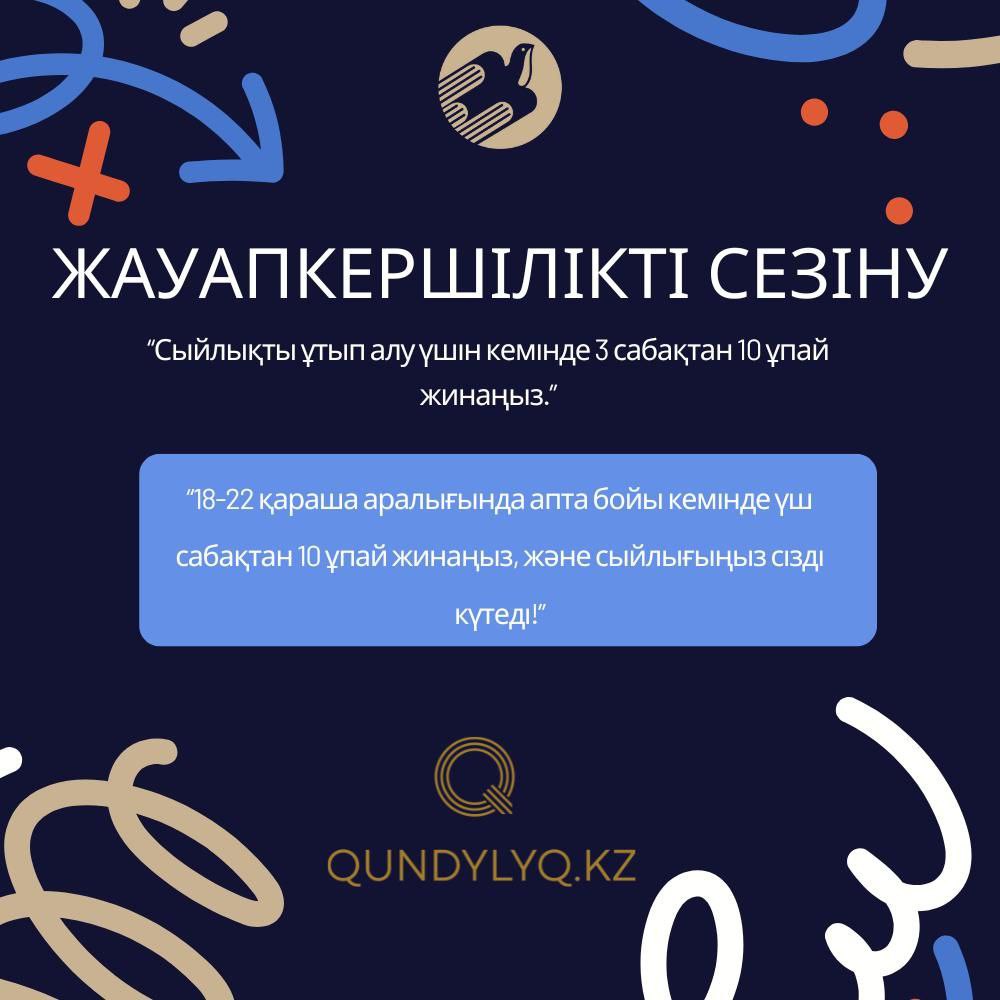 ЖАУАПКЕРШІЛІКТІ СЕЗІНУ
“Сыйлықты ұтып алу үшін кемінде 3 сабақтан 10 ұпай
жинаңыз.”
“18-22 қараша аралығында апта бойы кемінде үш
сабақтан 10 ұпай жинаңыз, және сыйлығыңыз сізді
күтеді!”
QUNDYLYQ.KZ